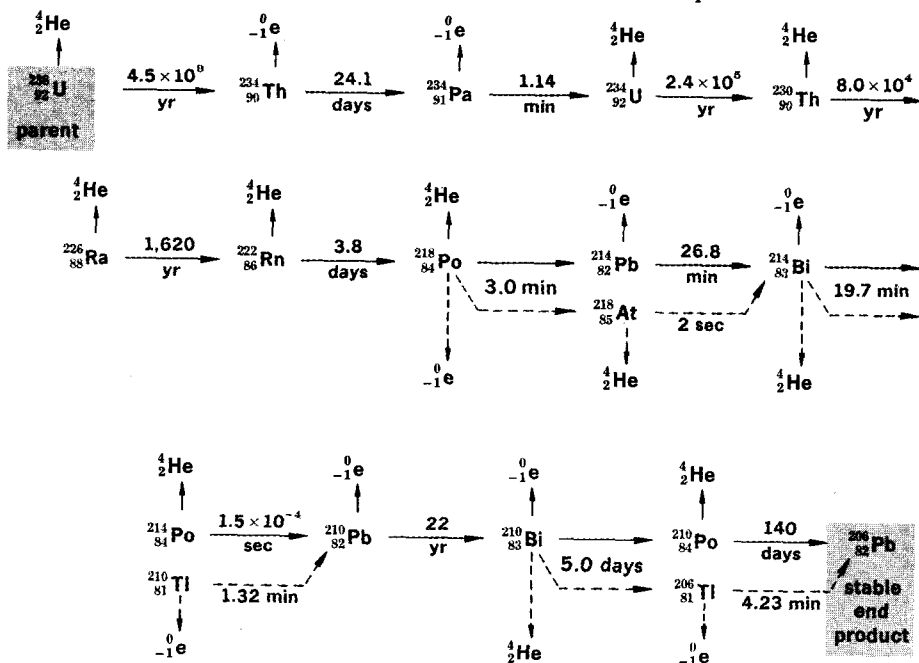 ⁴₂He ⁰₋₁e ⁰₋₁e ⁴₂He ⁴₂He
²³⁸₉₂U 4.5 × 10⁹ yr ²³⁴₉₀Th 24.1 days ²³⁴₉₁Pa 1.14 min ²³⁴₉₂U 2.4 × 10⁵ yr ²³⁰₉₀Th 8.0 × 10⁴ yr
parent
⁴₂He ⁴₂He ⁴₂He ⁰₋₁e ⁰₋₁e
²²⁶₈₈Ra 1,620 yr ²²²₈₆Rn 3.8 days ²¹⁸₈₄Po ²¹⁴₈₂Pb 26.8 min ²¹⁴₈₃Bi
3.0 min ²¹⁸₈₅At 2 sec 19.7 min
⁰₋₁e ⁴₂He ⁴₂He
⁴₂He ⁰₋₁e ⁰₋₁e ⁴₂He
²¹⁴₈₄Po 1.5 × 10⁻⁴ sec ²¹⁰₈₂Pb 22 yr ²¹⁰₈₃Bi ²¹⁰₈₄Po 140 days ²⁰⁶₈₂Pb
²¹⁰₈₁Tl 1.32 min 5.0 days ²⁰⁶₈₁Tl 4.23 min stable
end
product
⁰₋₁e ⁴₂He ⁰₋₁e